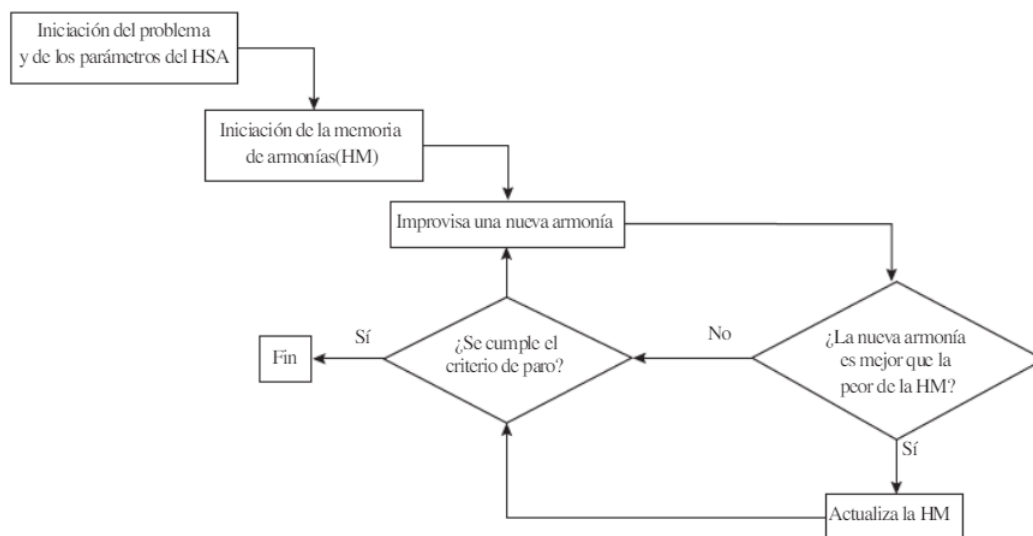 Iniciación del problema
y de los parámetros del HSA
Iniciación de la memoria
de armonías(HM)
Improvisa una nueva armonía
¿La nueva armonía
es mejor que la
peor de la HM?
No
Sí
¿Se cumple el
criterio de paro?
Sí
Fin
Actualiza la HM